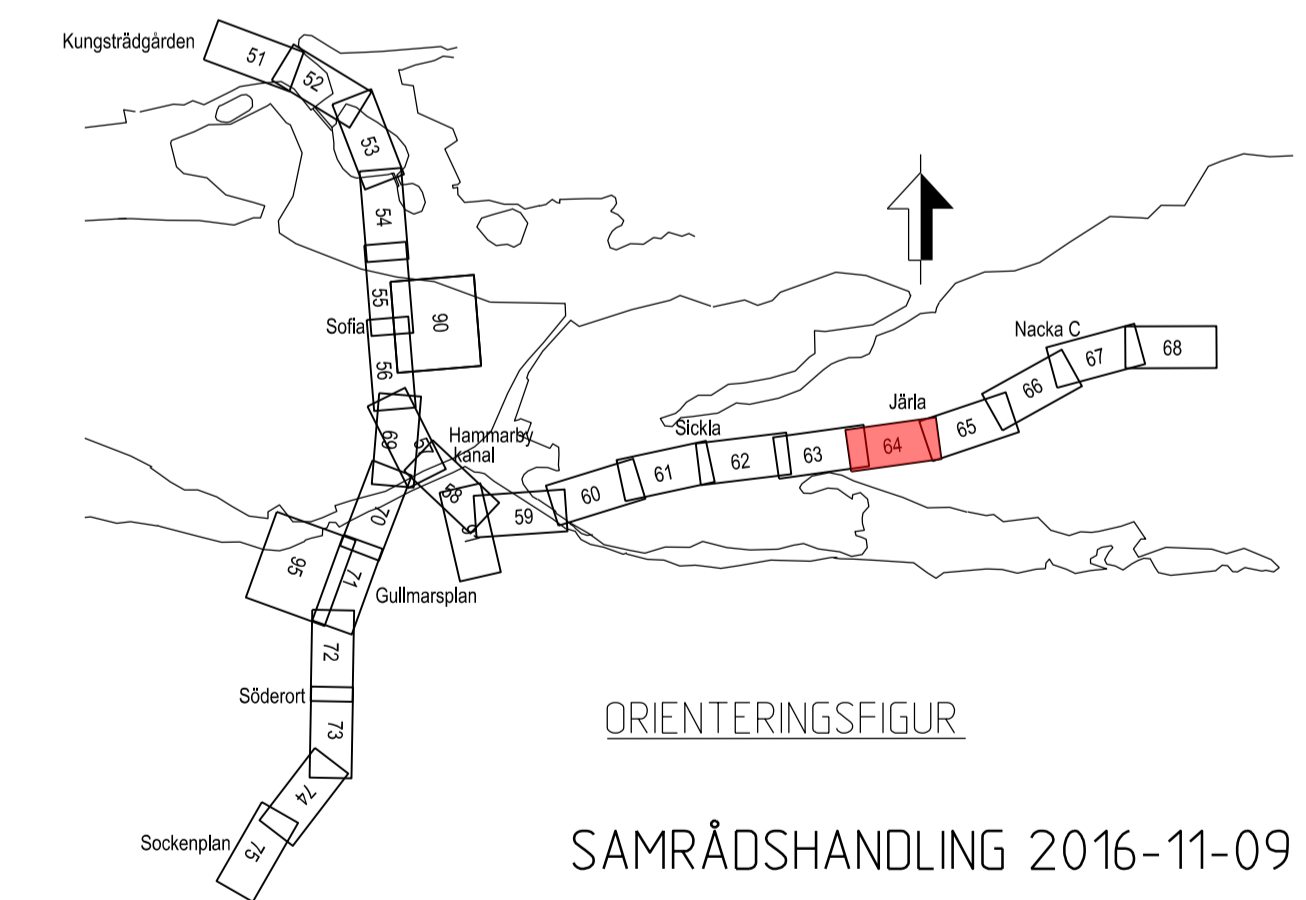 Kungsträdgården
51
52
53
54
55
Sofia
90
56
69
57
Hammarby
kanal
58
59
60
61
Sickla
62
63
Järla
64
65
66
Nacka C
67
68
70
95
71
Gullmarsplan
72
Söderort
73
74
Sockenplan
75
ORIENTERINGSFIGUR
SAMRÅDSHANDLING 2016-11-09